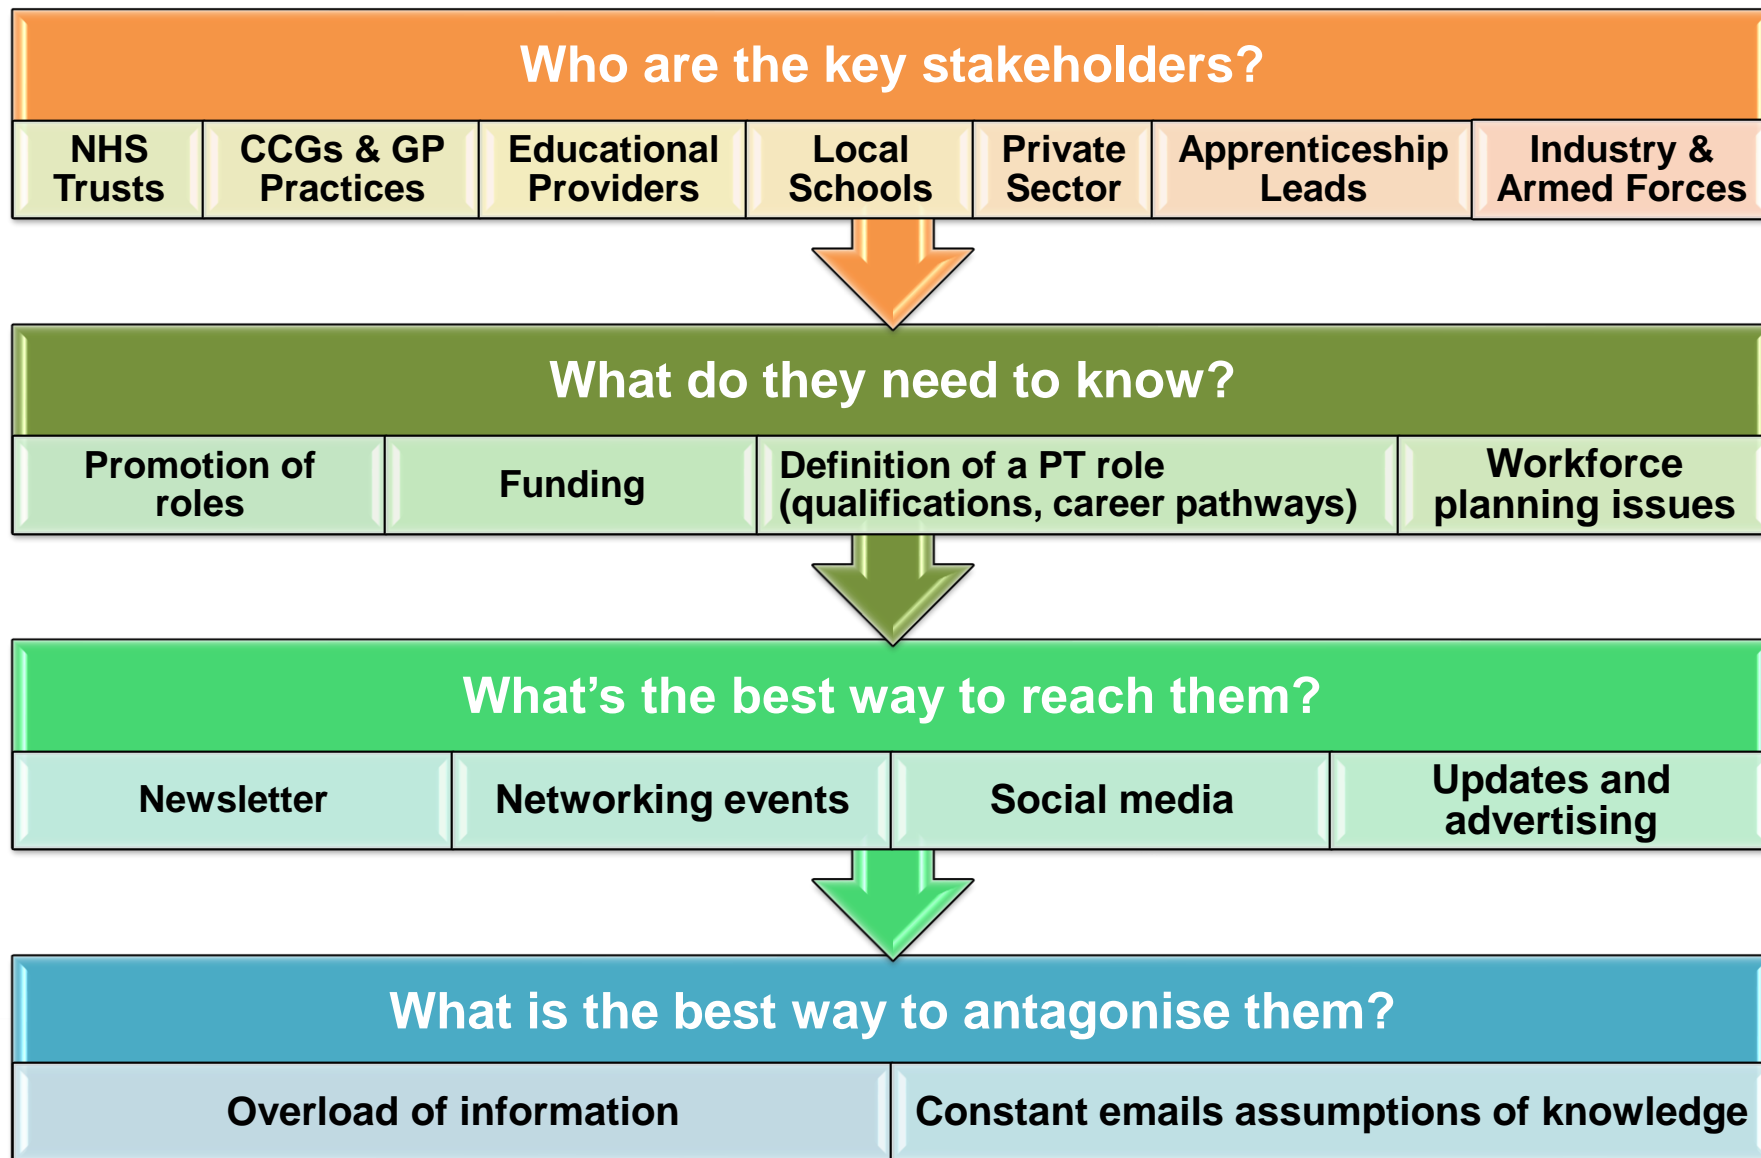 Who are the key stakeholders?
NHS
Trusts
CCGs & GP
Practices
Educational
Providers
Local
Schools
Private
Sector
Apprenticeship
Leads
Industry &
Armed Forces
What do they need to know?
Promotion of
roles
Funding
Definition of a PT role
(qualifications, career pathways)
Workforce
planning issues
What’s the best way to reach them?
Newsletter
Networking events
Social media
Updates and
advertising
What is the best way to antagonise them?
Overload of information
Constant emails assumptions of knowledge